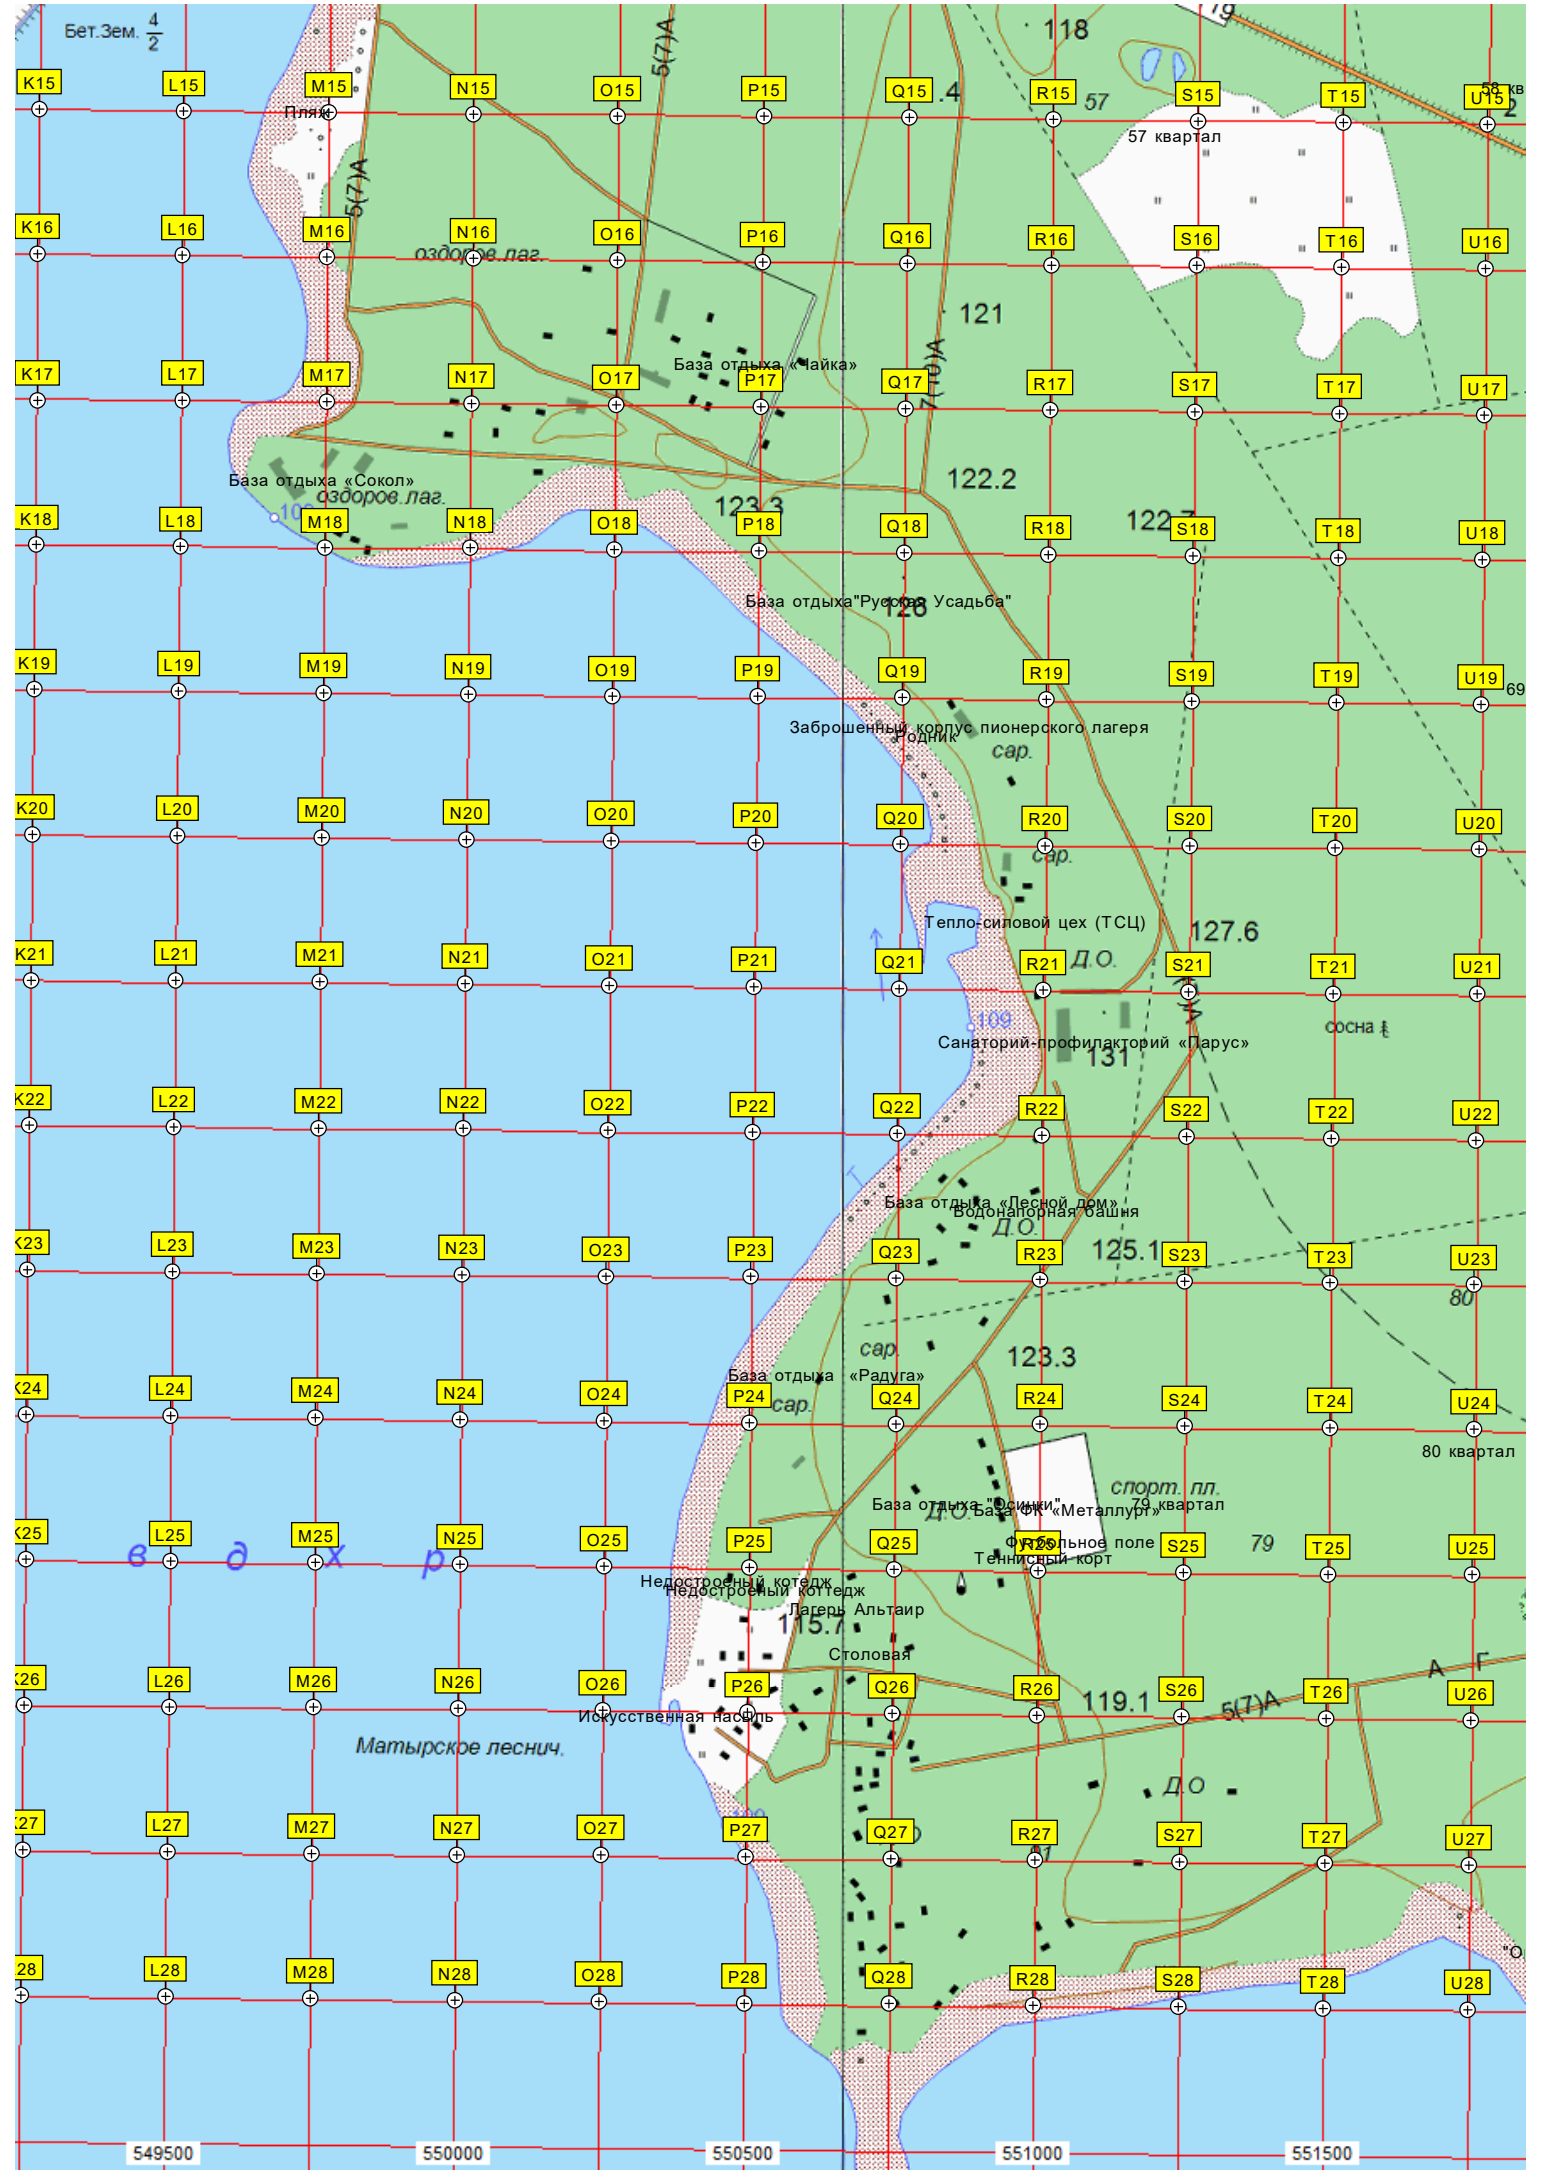 Бет.Зем. 4/2
5(7)А
118
79
K15 L15 M15 N15 O15 P15 Q15 .4 R15 57 S15 T15 U15 2
58 кв
Пляж
57 квартал
5(7)А
K16 L16 M16 N16 O16 P16 Q16 R16 S16 T16 U16
оздоров.лаг.
121
База отдыха «Чайка»
7(10)А
K17 L17 M17 N17 O17 P17 Q17 R17 S17 T17 U17
База отдыха «Сокол»
оздоров.лаг.
122.2
123.3
122.7
K18 L18 M18 N18 O18 P18 Q18 R18 S18 T18 U18
База отдыха"Русская Усадьба"
128
K19 L19 M19 N19 O19 P19 Q19 R19 S19 T19 U19
69
Заброшенный корпус пионерского лагеря
Родник
сар.
K20 L20 M20 N20 O20 P20 Q20 R20 S20 T20 U20
сар.
Тепло-силовой цех (ТСЦ)
127.6
K21 L21 M21 N21 O21 P21 Q21 R21 Д.О. S21 T21 U21
109
сосна
Санаторий-профилакторий «Парус»
131
K22 L22 M22 N22 O22 P22 Q22 R22 S22 T22 U22
База отдыха «Лесной дом»
Водонапорная башня
Д.О.
125.1
K23 L23 M23 N23 O23 P23 Q23 R23 S23 T23 U23
80
сар.
123.3
База отдыха «Радуга»
K24 L24 M24 N24 O24 P24 сар. Q24 R24 S24 T24 U24
80 квартал
спорт. пл.
База отдыха "Осинки"
79 квартал
Д.О.
База ФК «Металлург»
K25 L25 M25 N25 O25 P25 Q25 R25 S25 79 T25 U25
Футбольное поле
в д х р
Теннисный корт
Недостроеный котедж
Недостроеный коттедж
Лагерь Альтаир
115.7
Столовая
А Г
K26 L26 M26 N26 O26 P26 Q26 R26 119.1 S26 5(7)А T26 U26
Искусственная насыпь
Матырское леснич.
Д.О
K27 L27 M27 N27 O27 P27 Q27 R27 S27 T27 U27
"О
28 L28 M28 N28 O28 P28 Q28 R28 S28 T28 U28
549500 550000 550500 551000 551500